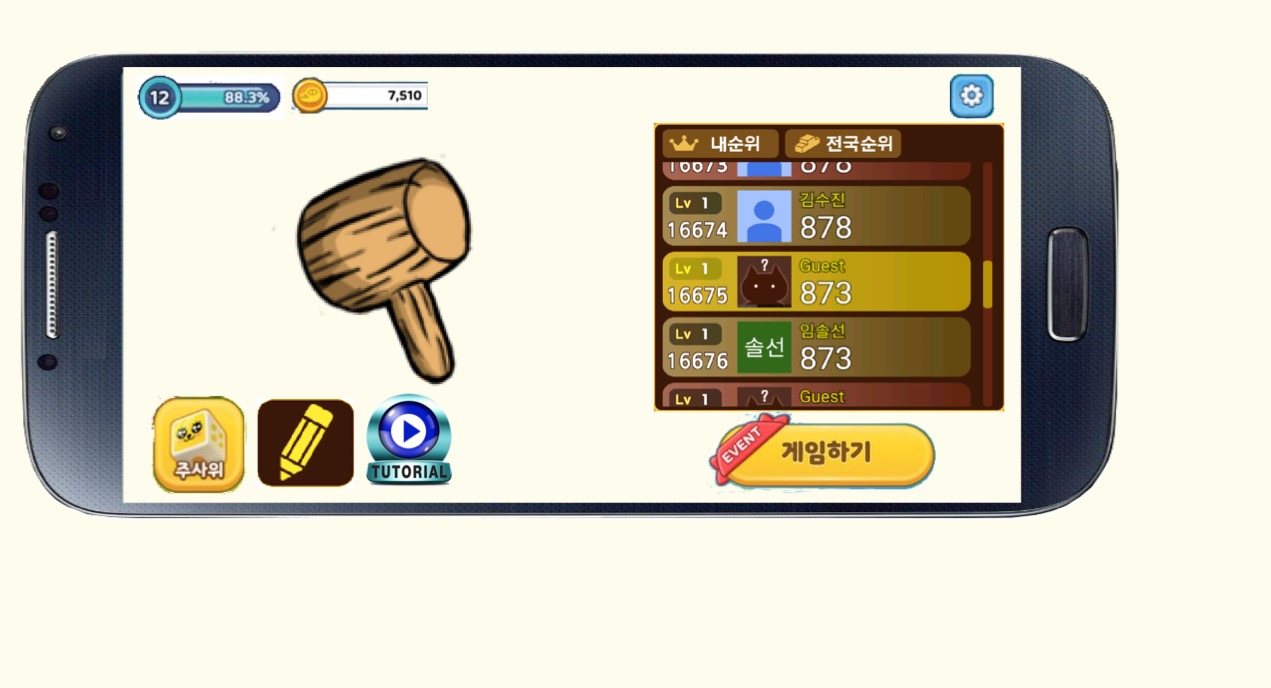 12
88.3%
7,510
내순위
전국순위
16673
878
Lv 1
김수진
16674
878
Lv 1
?
Guest
16675
873
Lv 1
솔선
임솔선
16676
873
Lv 1
?
Guest
주사위
TUTORIAL
EVENT
게임하기